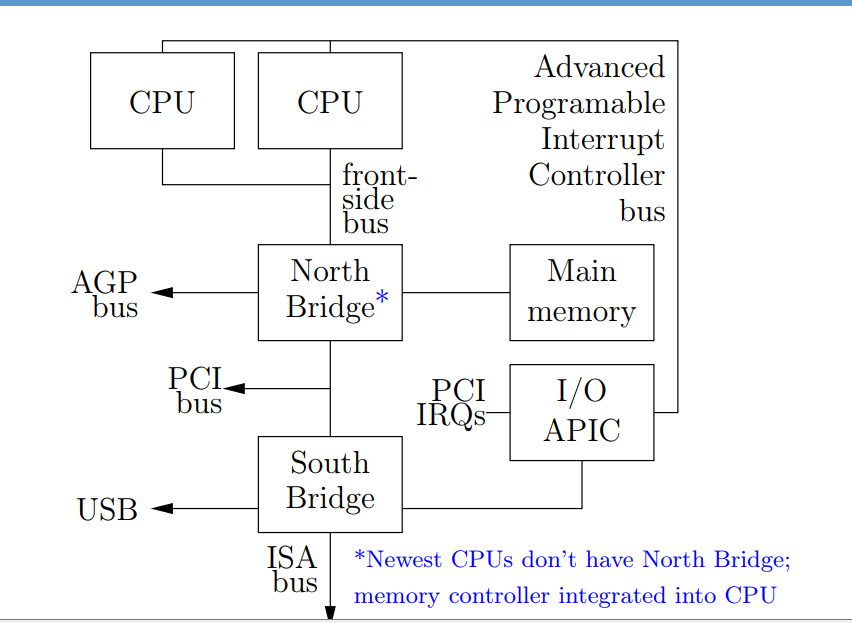 CPU
CPU
Advanced
Programable
Interrupt
Controller
bus
front-
side
bus
AGP
bus
North
Bridge*
Main
memory
PCI
bus
PCI
IRQs
I/O
APIC
South
Bridge
USB
ISA
bus
*Newest CPUs don't have North Bridge;
memory controller integrated into CPU